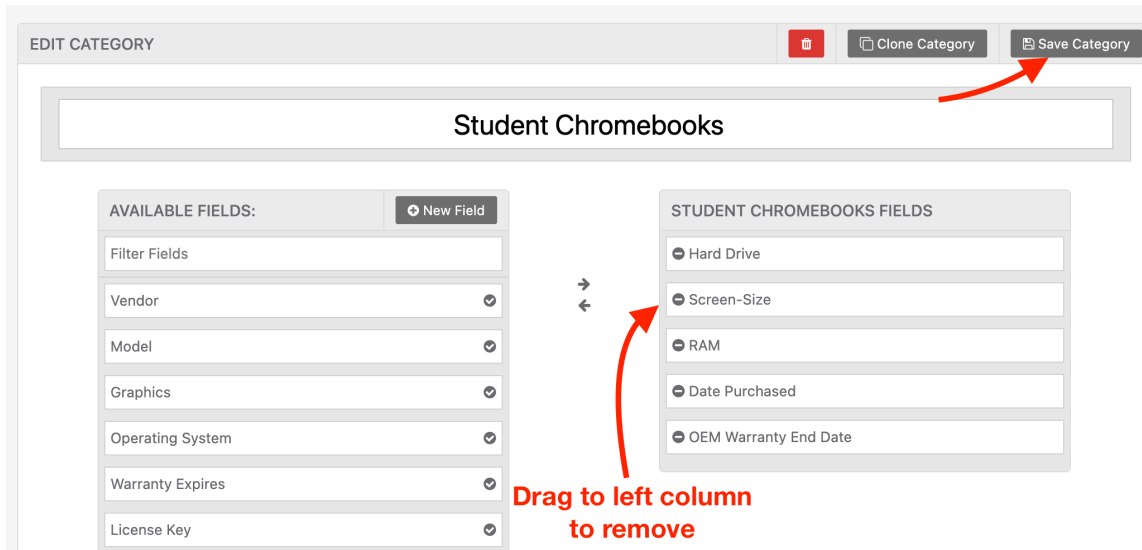 EDIT CATEGORY
Clone Category
Save Category
Student Chromebooks
AVAILABLE FIELDS:
New Field
Filter Fields
Vendor
Model
Graphics
Operating System
Warranty Expires
License Key
STUDENT CHROMEBOOKS FIELDS
Hard Drive
Screen-Size
RAM
Date Purchased
OEM Warranty End Date
Drag to left column
to remove